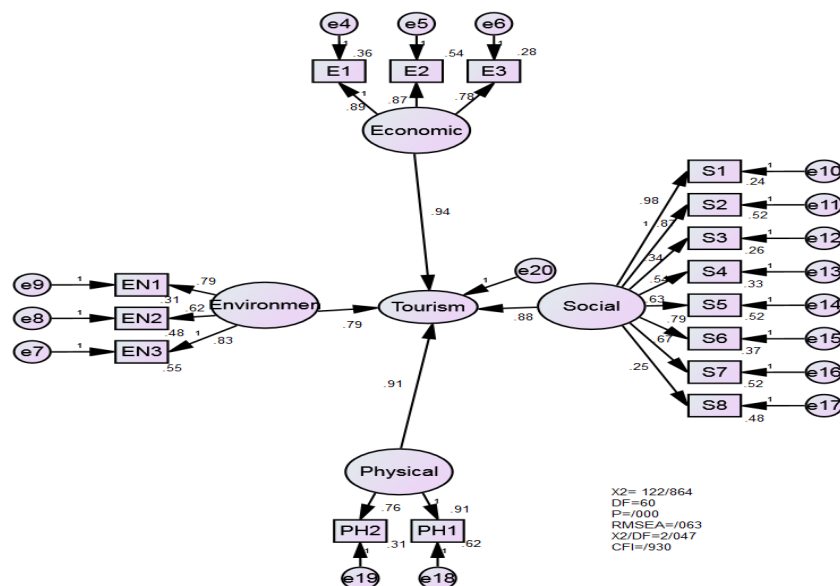 e4 e5 e6
1 1 1
.36 .54 .28
E1 E2 E3
1
.89 .87 .78
Economic
.94
S1 1 e10
.24
.98
S2 1 e11
.52
1 .87
S3 1 e12
.26
.34
S4 1 e13
.33
.54
S5 1 e14
.52
.63
S6 1 e15
.37
.79
S7 1 e16
.52
.67
S8 1 e17
.48
.25
e20
1
e9 1 EN1 .79
.31
e8 1 EN2 .62
.48
e7 1 EN3 1 .83
.55
Environmen Tourism Social
.79 .88
.91
Physical
.76 1 .91
PH2 PH1
.31 .62
1 1
e19 e18
X2= 122/864
DF=60
P=/000
RMSEA=/063
X2/DF=2/047
CFI=/930